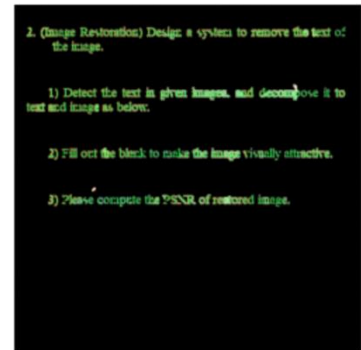 2. (Image Restoration) Design a system to remove the text of
the image.
1) Detect the text in given images, and decompose it to
text and image as below.
2) Fill out the blank to make the image visually attractive.
3) Please compute the PSNR of restored image.